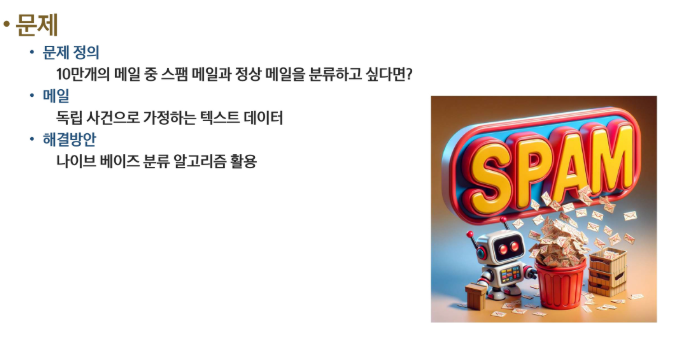 • 문제
• 문제 정의
10만개의 메일 중 스팸 메일과 정상 메일을 분류하고 싶다면?
• 메일
독립 사건으로 가정하는 텍스트 데이터
• 해결방안
나이브 베이즈 분류 알고리즘 활용
SPAM